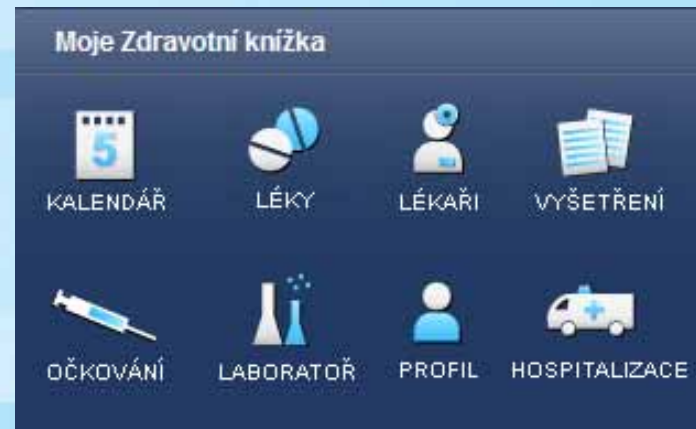 Moje Zdravotní knížka
5
KALENDÁŘ LÉKY LÉKAŘI VYŠETŘENÍ
OČKOVÁNÍ LABORATOŘ PROFIL HOSPITALIZACE